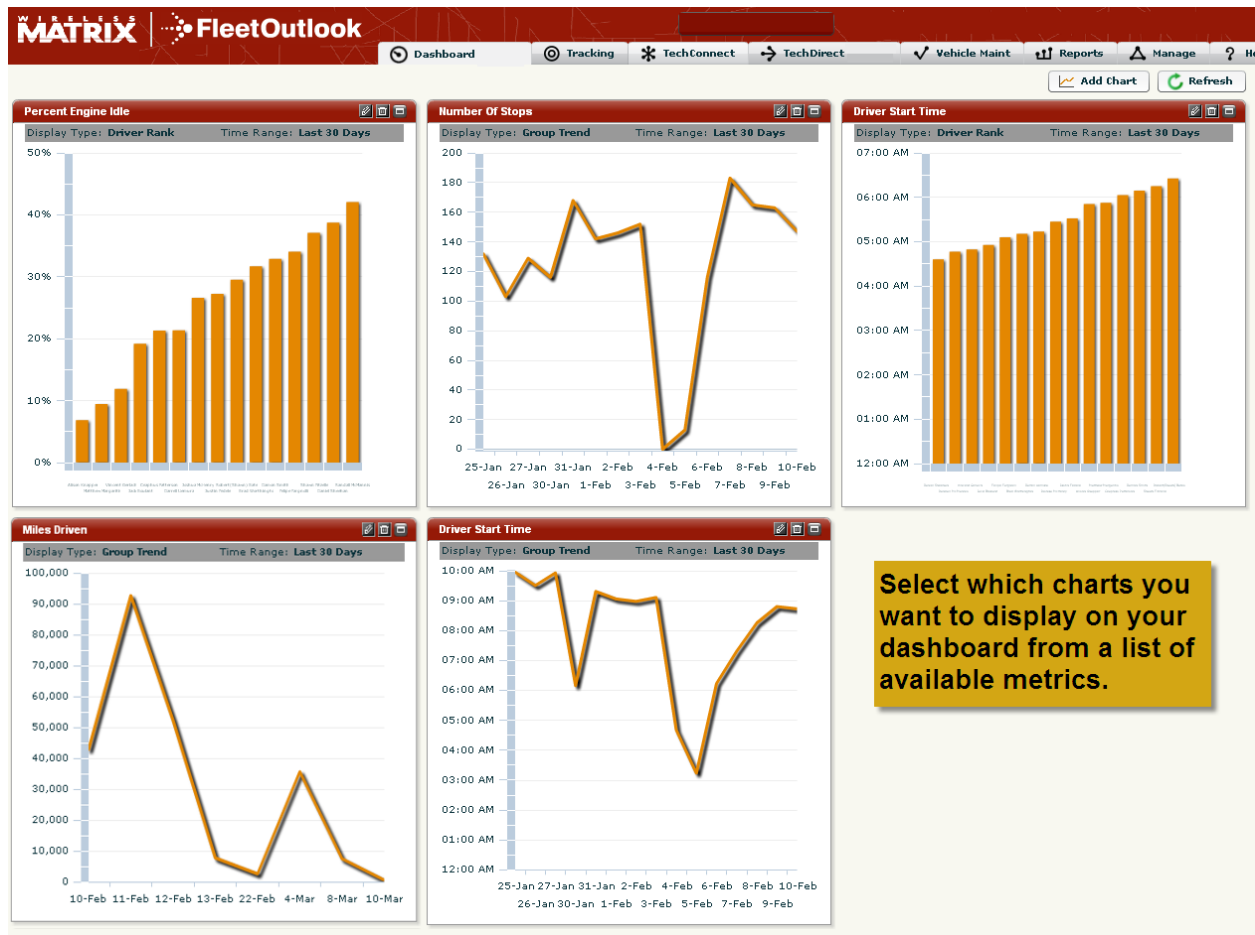 WIRELESS
MATRIX FleetOutlook
Dashboard Tracking TechConnect TechDirect Vehicle Maint Reports Manage ? He
Add Chart Refresh
Percent Engine Idle
Display Type: Driver Rank Time Range: Last 30 Days
50%
40%
30%
20%
10%
0%
Number Of Stops
Display Type: Group Trend Time Range: Last 30 Days
200
180
160
140
120
100
80
60
40
20
0
25-Jan 27-Jan 31-Jan 2-Feb 4-Feb 6-Feb 8-Feb 10-Feb
26-Jan 30-Jan 1-Feb 3-Feb 5-Feb 7-Feb 9-Feb
Driver Start Time
Display Type: Driver Rank Time Range: Last 30 Days
07:00 AM
06:00 AM
05:00 AM
04:00 AM
03:00 AM
02:00 AM
01:00 AM
12:00 AM
Miles Driven
Display Type: Group Trend Time Range: Last 30 Days
100,000
90,000
80,000
70,000
60,000
50,000
40,000
30,000
20,000
10,000
0
10-Feb 11-Feb 12-Feb 13-Feb 22-Feb 4-Mar 8-Mar 10-Mar
Driver Start Time
Display Type: Group Trend Time Range: Last 30 Days
10:00 AM
09:00 AM
08:00 AM
07:00 AM
06:00 AM
05:00 AM
04:00 AM
03:00 AM
02:00 AM
01:00 AM
12:00 AM
25-Jan 27-Jan 31-Jan 2-Feb 4-Feb 6-Feb 8-Feb 10-Feb
26-Jan 30-Jan 1-Feb 3-Feb 5-Feb 7-Feb 9-Feb
Select which charts you
want to display on your
dashboard from a list of
available metrics.